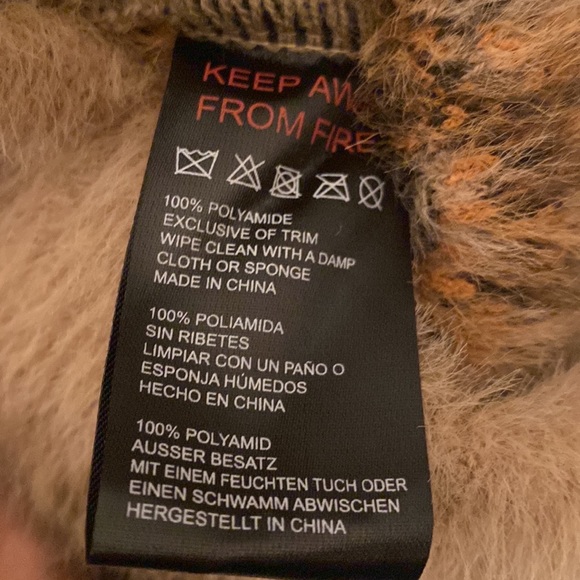 KEEP AWAY
FROM FIRE
100% POLYAMIDE
EXCLUSIVE OF TRIM
WIPE CLEAN WITH A DAMP
CLOTH OR SPONGE
MADE IN CHINA
100% POLIAMIDA
SIN RIBETES
LIMPIAR CON UN PAÑO O
ESPONJA HÚMEDOS
HECHO EN CHINA
100% POLYAMID
AUSSER BESATZ
MIT EINEM FEUCHTEN TUCH ODER
EINEN SCHWAMM ABWISCHEN
HERGESTELLT IN CHINA